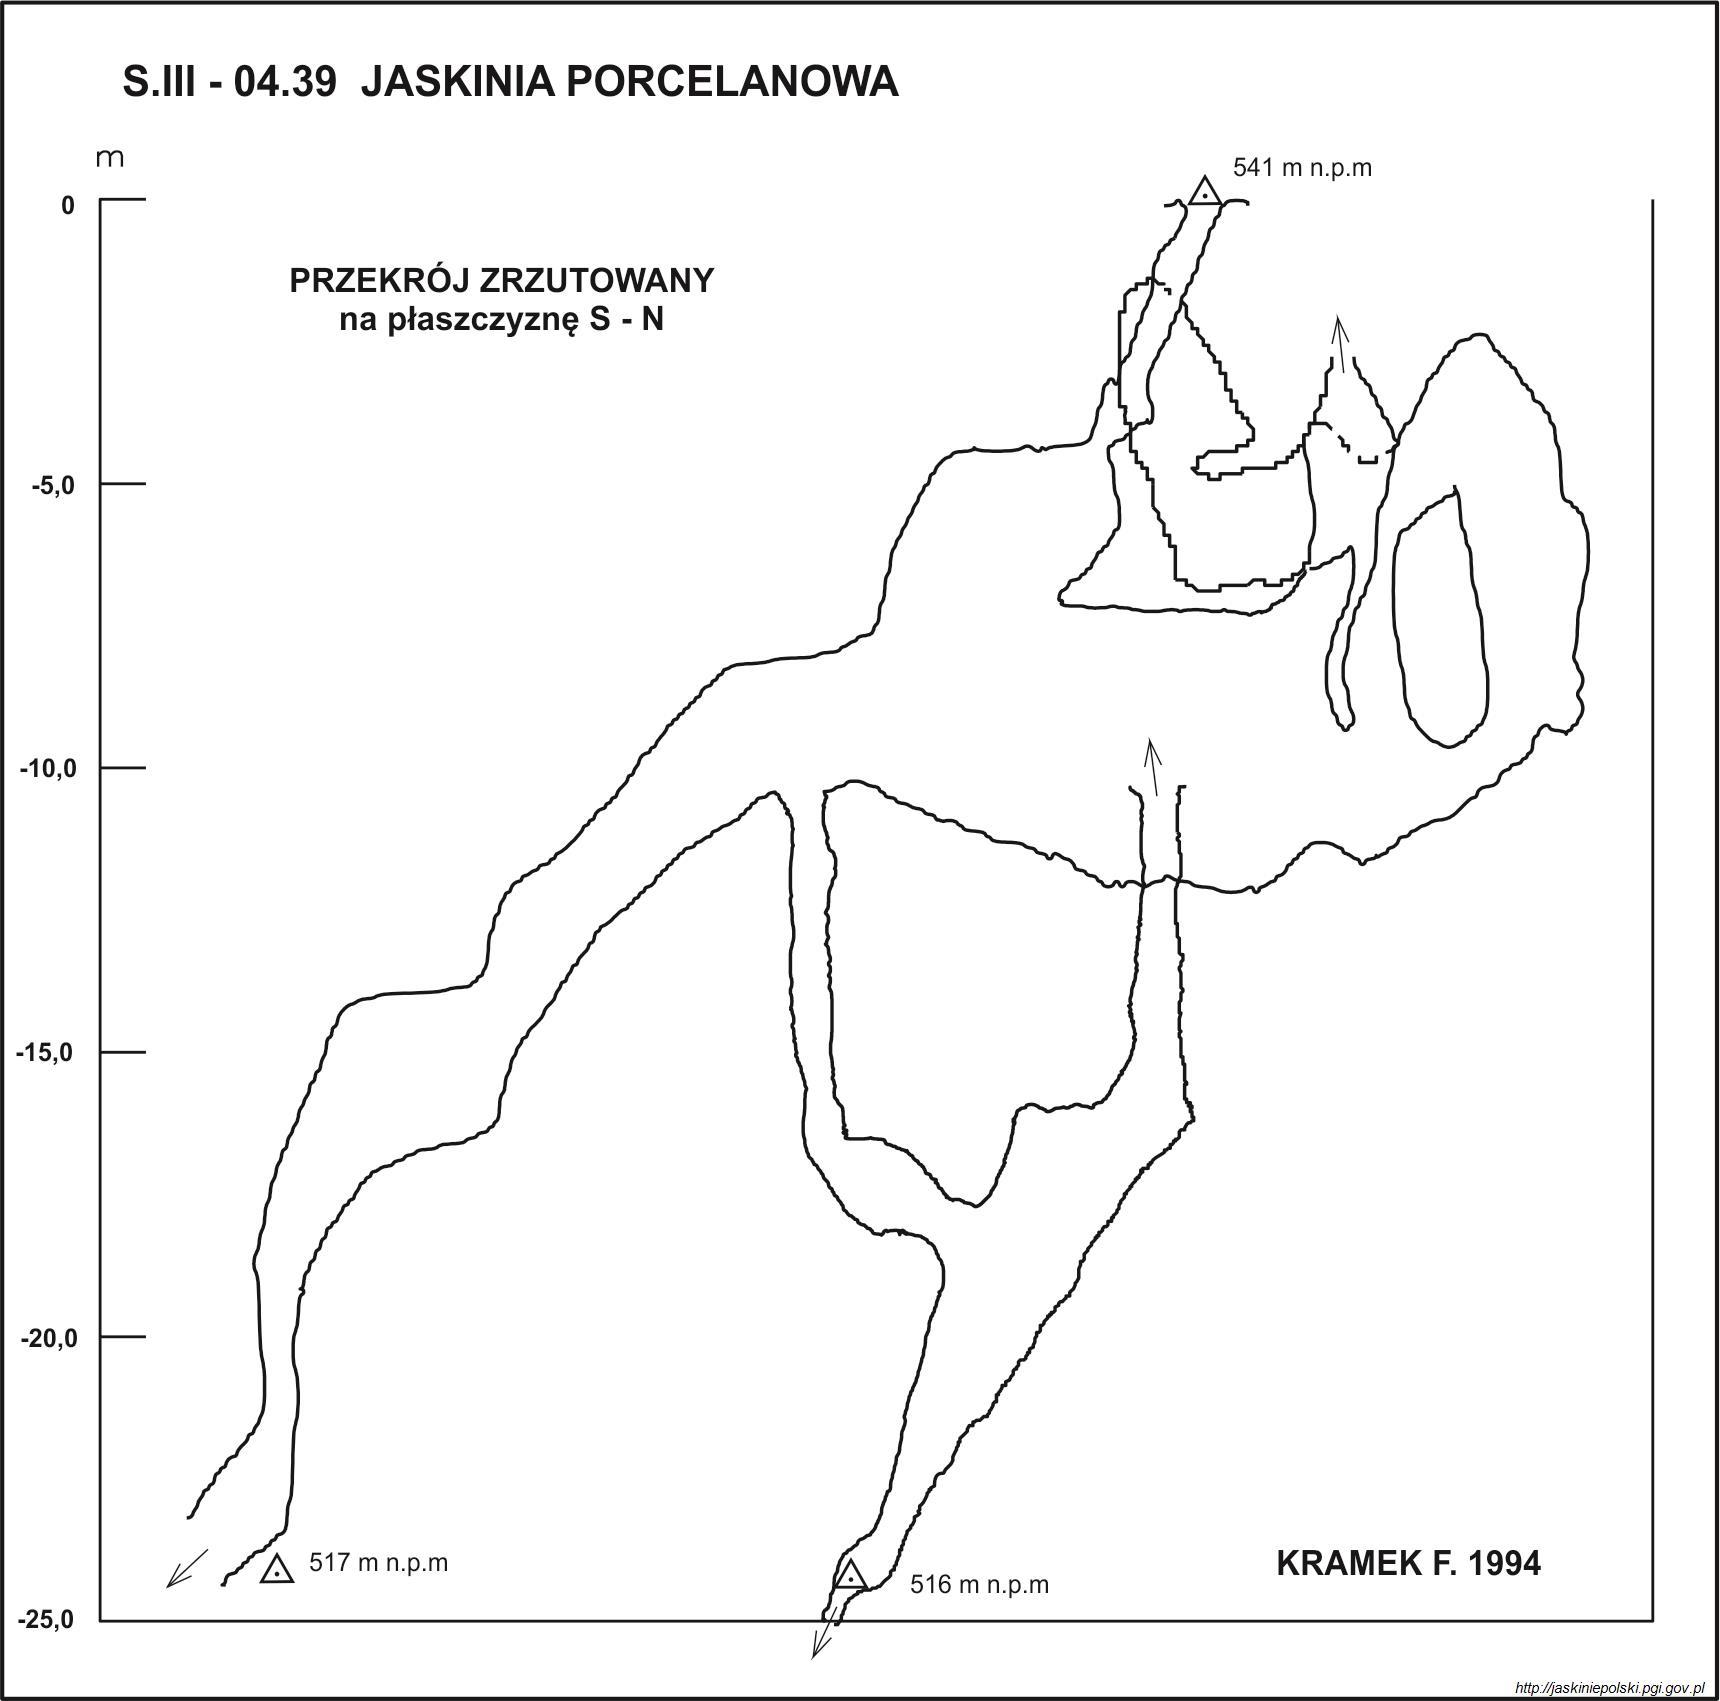 S.III - 04.39 JASKINIA PORCELANOWA
m
541 m n.p.m
0
PRZEKRÓJ ZRZUTOWANY
na płaszczyznę S - N
-5,0
-10,0
-15,0
-20,0
517 m n.p.m
KRAMEK F. 1994
516 m n.p.m
-25,0
http://jaskiniepolski.pgi.gov.pl